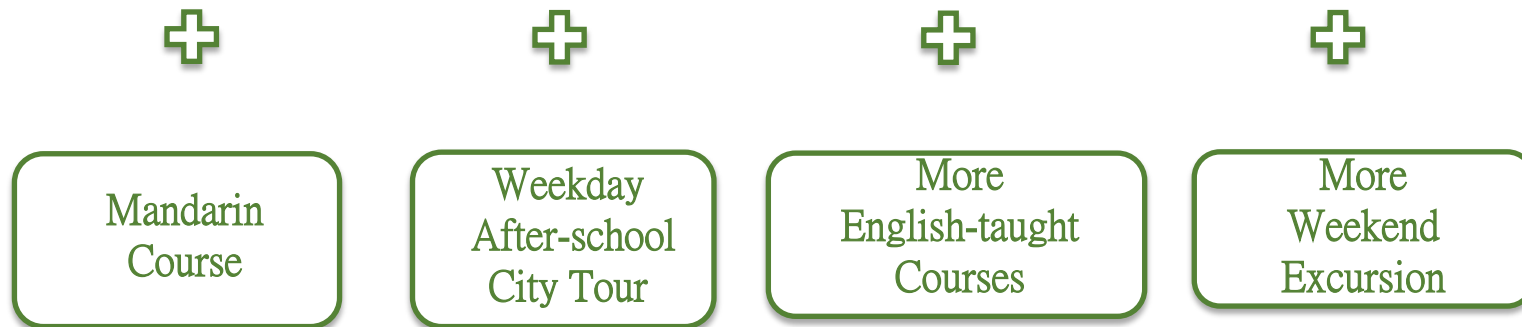 Mandarin
Course
Weekday
After-school
City Tour
More
English-taught
Courses
More
Weekend
Excursion